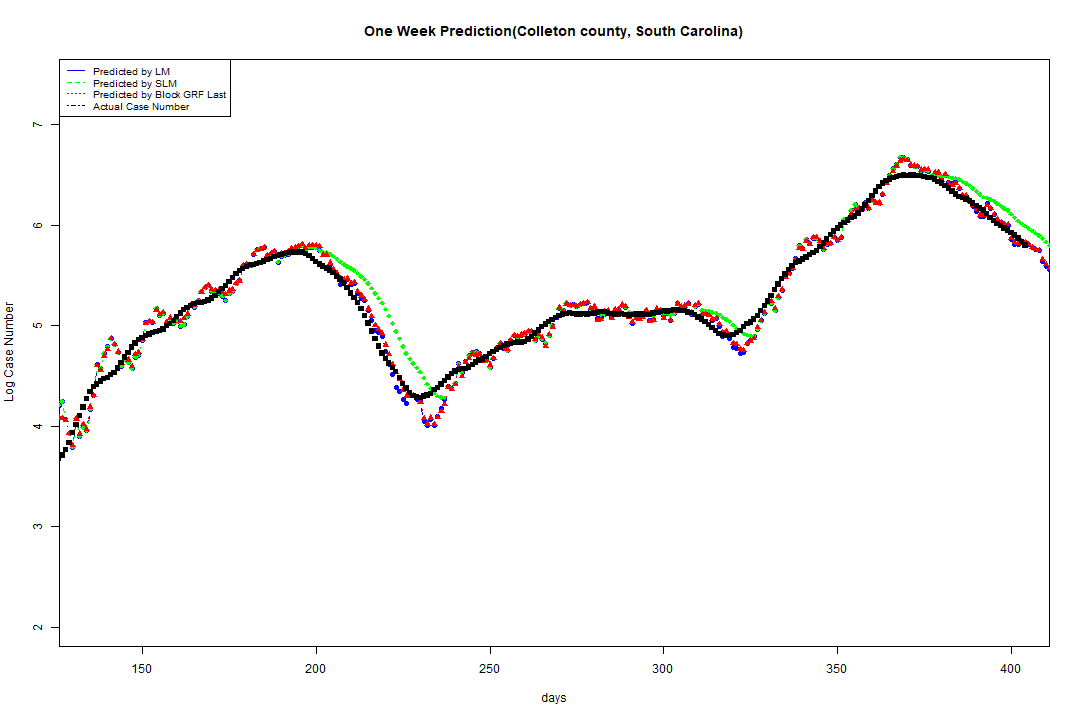 One Week Prediction(Colleton county, South Carolina)
Predicted by LM
Predicted by SLM
Predicted by Block GRF Last
Actual Case Number
Log Case Number
7
6
5
4
3
2
150 200 250 300 350 400
days